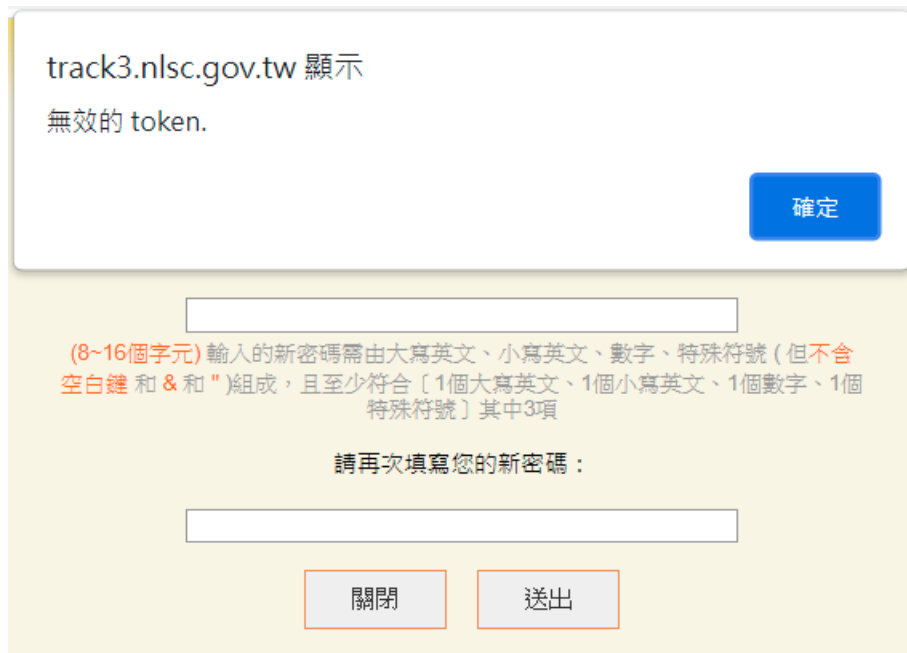 track3.nlsc.gov.tw 顯示
無效的 token.
確定
(8~16個字元) 輸入的新密碼需由大寫英文、小寫英文、數字、特殊符號 ( 但不含
空白鍵 和 & 和 " )組成，且至少符合〔 1個大寫英文、1個小寫英文、1個數字、1個
特殊符號〕其中3項
請再次填寫您的新密碼：
關閉
送出